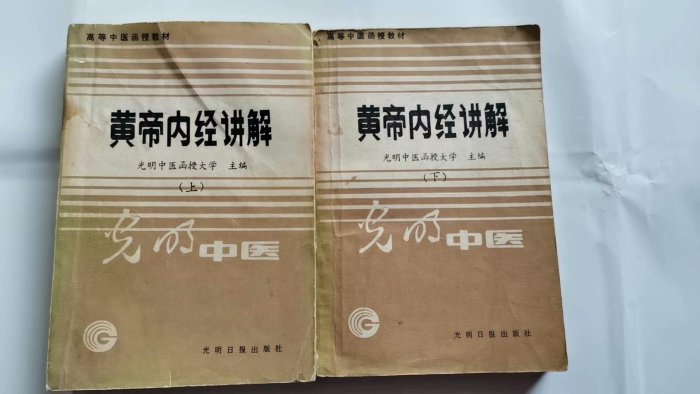 高等中医函授教材
黄帝内经讲解
光明中医函授大学 主编
（上）
光明中医
光明日报出版社
高等中医函授教材
黄帝内经讲解
光明中医函授大学 主编
（下）
光明中医
光明日报出版社